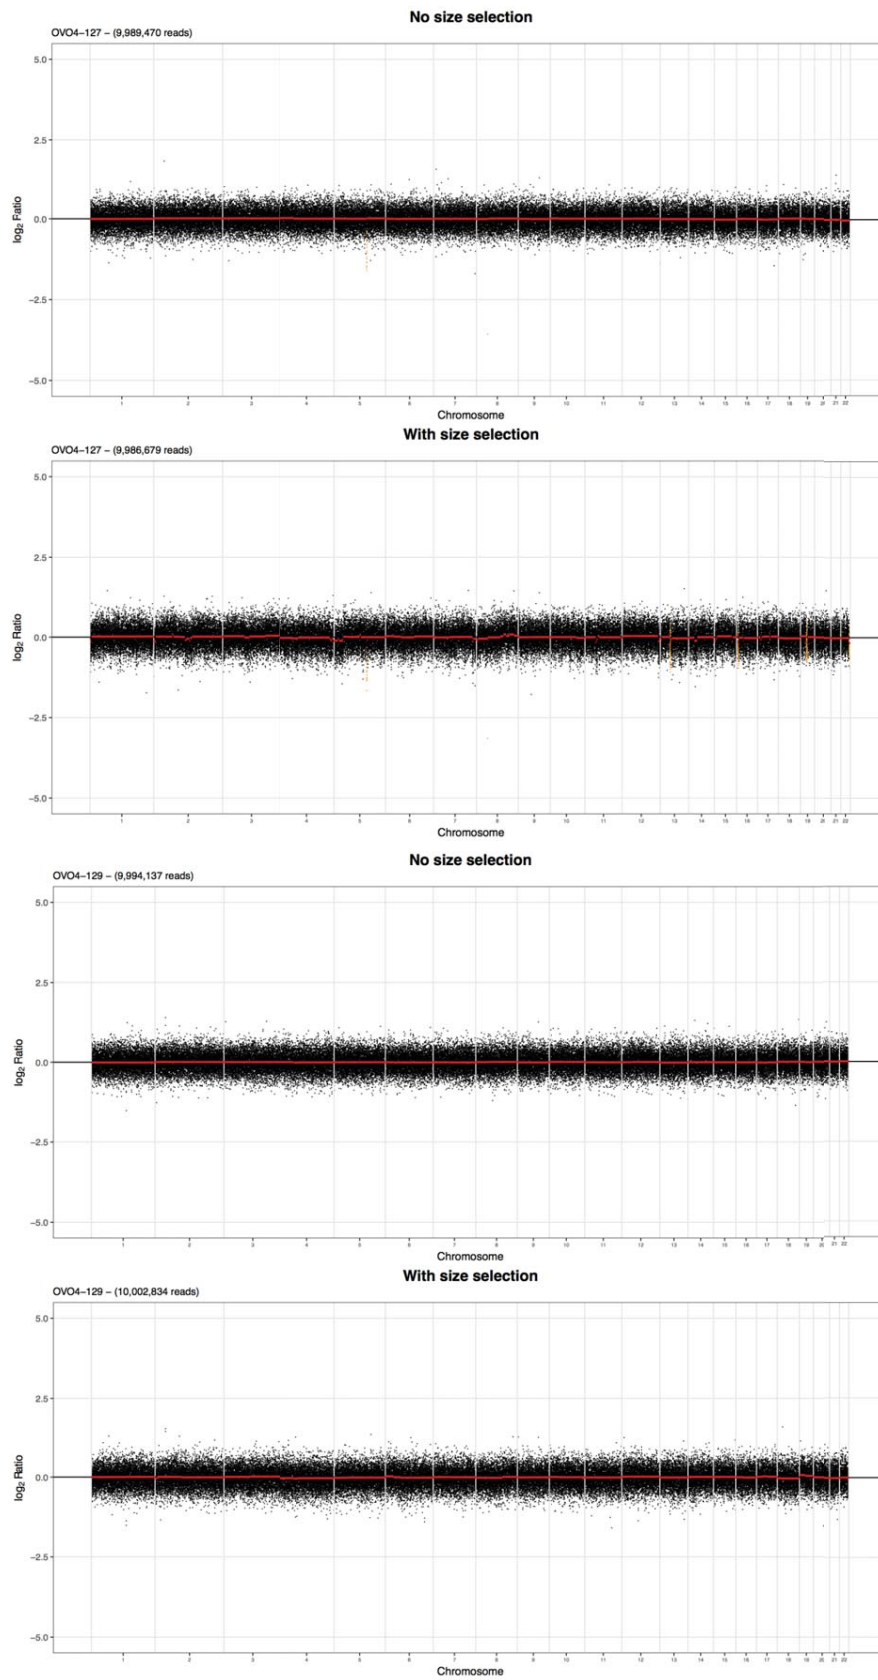 No size selection
OVO4–127 – (9,989,470 reads)
5.0
2.5
0.0
−2.5
−5.0
log2 Ratio
1 2 3 4 5 6 7 8 9 10 11 12 13 14 15 16 17 18 19 20 21 22
Chromosome
With size selection
OVO4–127 – (9,986,679 reads)
5.0
2.5
0.0
−2.5
−5.0
log2 Ratio
1 2 3 4 5 6 7 8 9 10 11 12 13 14 15 16 17 18 19 20 21 22
Chromosome
No size selection
OVO4–129 – (9,994,137 reads)
5.0
2.5
0.0
−2.5
−5.0
log2 Ratio
1 2 3 4 5 6 7 8 9 10 11 12 13 14 15 16 17 18 19 20 21 22
Chromosome
With size selection
OVO4–129 – (10,002,834 reads)
5.0
2.5
0.0
−2.5
−5.0
log2 Ratio
1 2 3 4 5 6 7 8 9 10 11 12 13 14 15 16 17 18 19 20 21 22
Chromosome